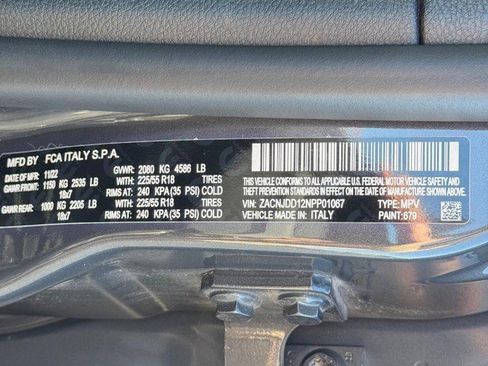 MFD BY FCA ITALY S.P.A.
DATE OF MFR: 11/22 GVWR: 2080 KG 4586 LB
GAWR FRONT: 1150 KG 2535 LB WITH: 225/55 R18 TIRES
18x7 RIMS AT: 240 KPA(35 PSI) COLD
GAWR REAR: 1000 KG 2205 LB WITH: 225/55 R18 TIRES
18x7 RIMS AT: 240 KPA(35 PSI) COLD
THIS VEHICLE CONFORMS TO ALL APPLICABLE
U.S.A. FEDERAL MOTOR VEHICLE SAFETY, BUMPER,
AND THEFT PREVENTION STANDARDS IN EFFECT ON
THE DATE OF MANUFACTURE SHOWN ABOVE.
VIN: ZACNJDD12NPP01087 TYPE: MPV
MADE IN: ITALY PAINT:679